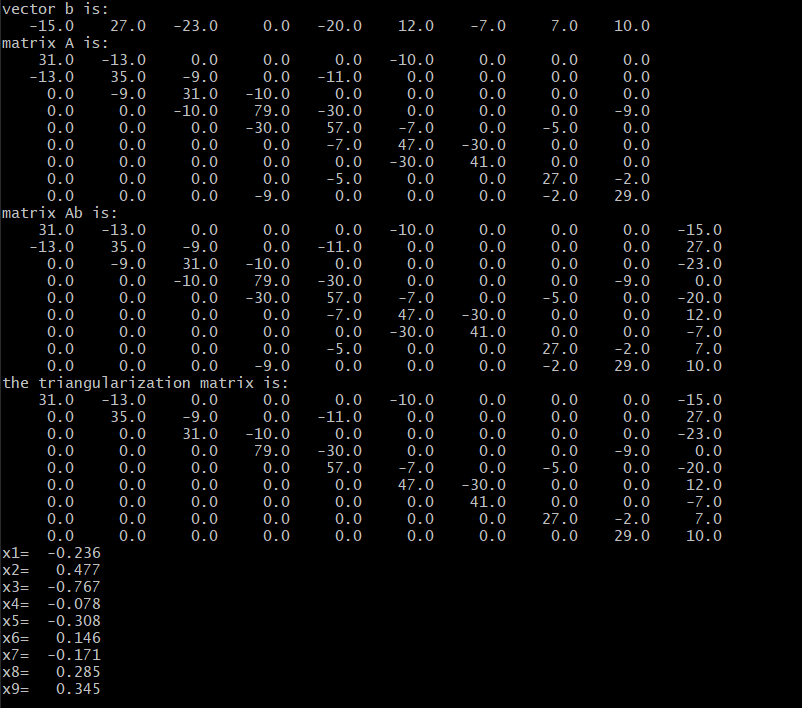 vector b is:
-15.0 27.0 -23.0 0.0 -20.0 12.0 -7.0 7.0 10.0
matrix A is:
31.0 -13.0 0.0 0.0 0.0 -10.0 0.0 0.0 0.0
-13.0 35.0 -9.0 0.0 -11.0 0.0 0.0 0.0 0.0
0.0 -9.0 31.0 -10.0 0.0 0.0 0.0 0.0 0.0
0.0 0.0 -10.0 79.0 -30.0 0.0 0.0 0.0 -9.0
0.0 0.0 0.0 -30.0 57.0 -7.0 0.0 -5.0 0.0
0.0 0.0 0.0 0.0 -7.0 47.0 -30.0 0.0 0.0
0.0 0.0 0.0 0.0 0.0 -30.0 41.0 0.0 0.0
0.0 0.0 0.0 0.0 -5.0 0.0 0.0 27.0 -2.0
0.0 0.0 0.0 -9.0 0.0 0.0 0.0 -2.0 29.0
matrix Ab is:
31.0 -13.0 0.0 0.0 0.0 -10.0 0.0 0.0 0.0 -15.0
-13.0 35.0 -9.0 0.0 -11.0 0.0 0.0 0.0 0.0 27.0
0.0 -9.0 31.0 -10.0 0.0 0.0 0.0 0.0 0.0 -23.0
0.0 0.0 -10.0 79.0 -30.0 0.0 0.0 0.0 -9.0 0.0
0.0 0.0 0.0 -30.0 57.0 -7.0 0.0 -5.0 0.0 -20.0
0.0 0.0 0.0 0.0 -7.0 47.0 -30.0 0.0 0.0 12.0
0.0 0.0 0.0 0.0 0.0 -30.0 41.0 0.0 0.0 -7.0
0.0 0.0 0.0 0.0 -5.0 0.0 0.0 27.0 -2.0 7.0
0.0 0.0 0.0 -9.0 0.0 0.0 0.0 -2.0 29.0 10.0
the triangularization matrix is:
31.0 -13.0 0.0 0.0 0.0 -10.0 0.0 0.0 0.0 -15.0
0.0 35.0 -9.0 0.0 -11.0 0.0 0.0 0.0 0.0 27.0
0.0 0.0 31.0 -10.0 0.0 0.0 0.0 0.0 0.0 -23.0
0.0 0.0 0.0 79.0 -30.0 0.0 0.0 0.0 -9.0 0.0
0.0 0.0 0.0 0.0 57.0 -7.0 0.0 -5.0 0.0 -20.0
0.0 0.0 0.0 0.0 0.0 47.0 -30.0 0.0 0.0 12.0
0.0 0.0 0.0 0.0 0.0 0.0 41.0 0.0 0.0 -7.0
0.0 0.0 0.0 0.0 0.0 0.0 0.0 27.0 -2.0 7.0
0.0 0.0 0.0 0.0 0.0 0.0 0.0 0.0 29.0 10.0
x1= -0.236
x2= 0.477
x3= -0.767
x4= -0.078
x5= -0.308
x6= 0.146
x7= -0.171
x8= 0.285
x9= 0.345